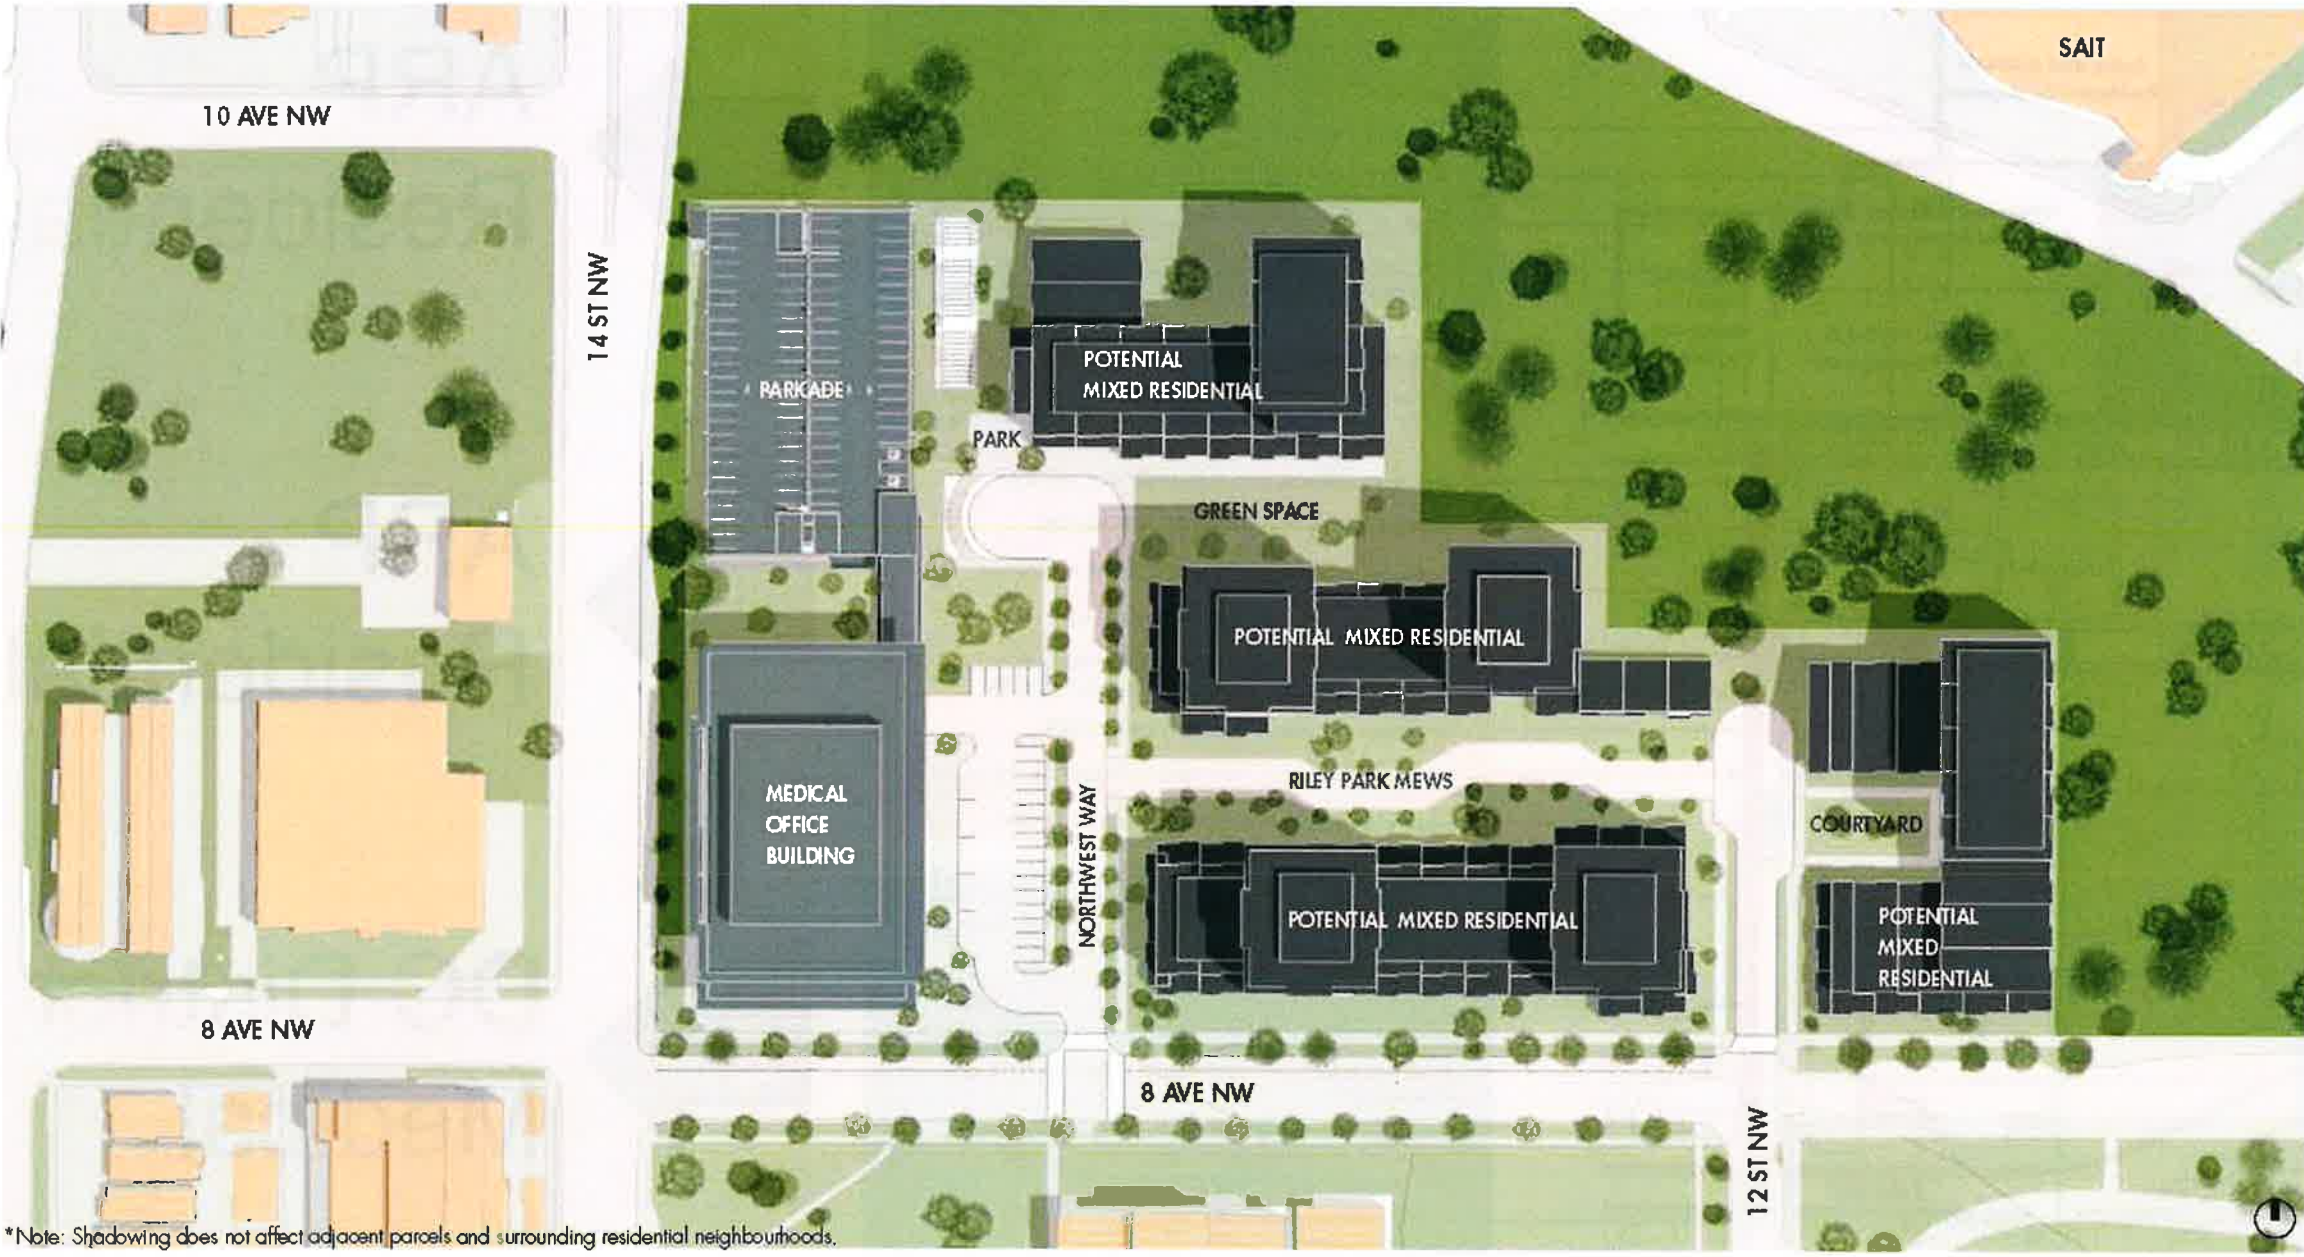 SAIT
10 AVE NW
14 ST NW
PARKADE
POTENTIAL
MIXED RESIDENTIAL
PARK
GREEN SPACE
POTENTIAL MIXED RESIDENTIAL
RILEY PARK MEWS
MEDICAL
OFFICE
BUILDING
NORTHWEST WAY
COURTYARD
POTENTIAL MIXED RESIDENTIAL
POTENTIAL
MIXED
RESIDENTIAL
8 AVE NW
8 AVE NW
12 ST NW
*Note: Shadowing does not affect adjacent parcels and surrounding residential neighbourhoods.